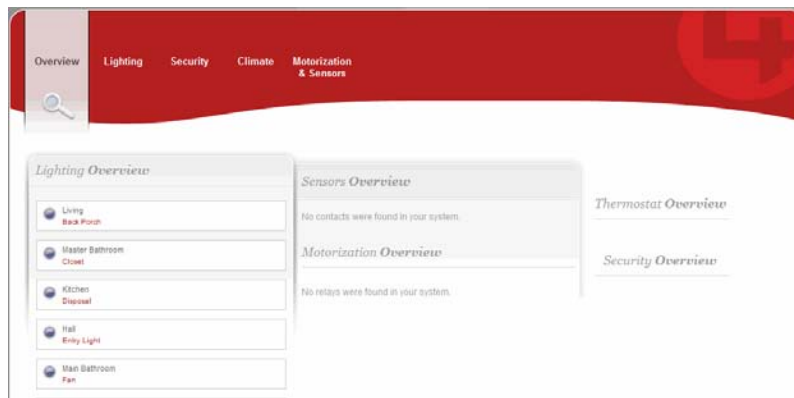 Overview
Lighting
Security
Climate
Motorization
& Sensors
Lighting Overview
Living
Back Porch
Master Bathroom
Closet
Kitchen
Disposal
Hall
Entry Light
Main Bathroom
Fan
Sensors Overview
No contacts were found in your system.
Motorization Overview
No relays were found in your system.
Thermostat Overview
Security Overview